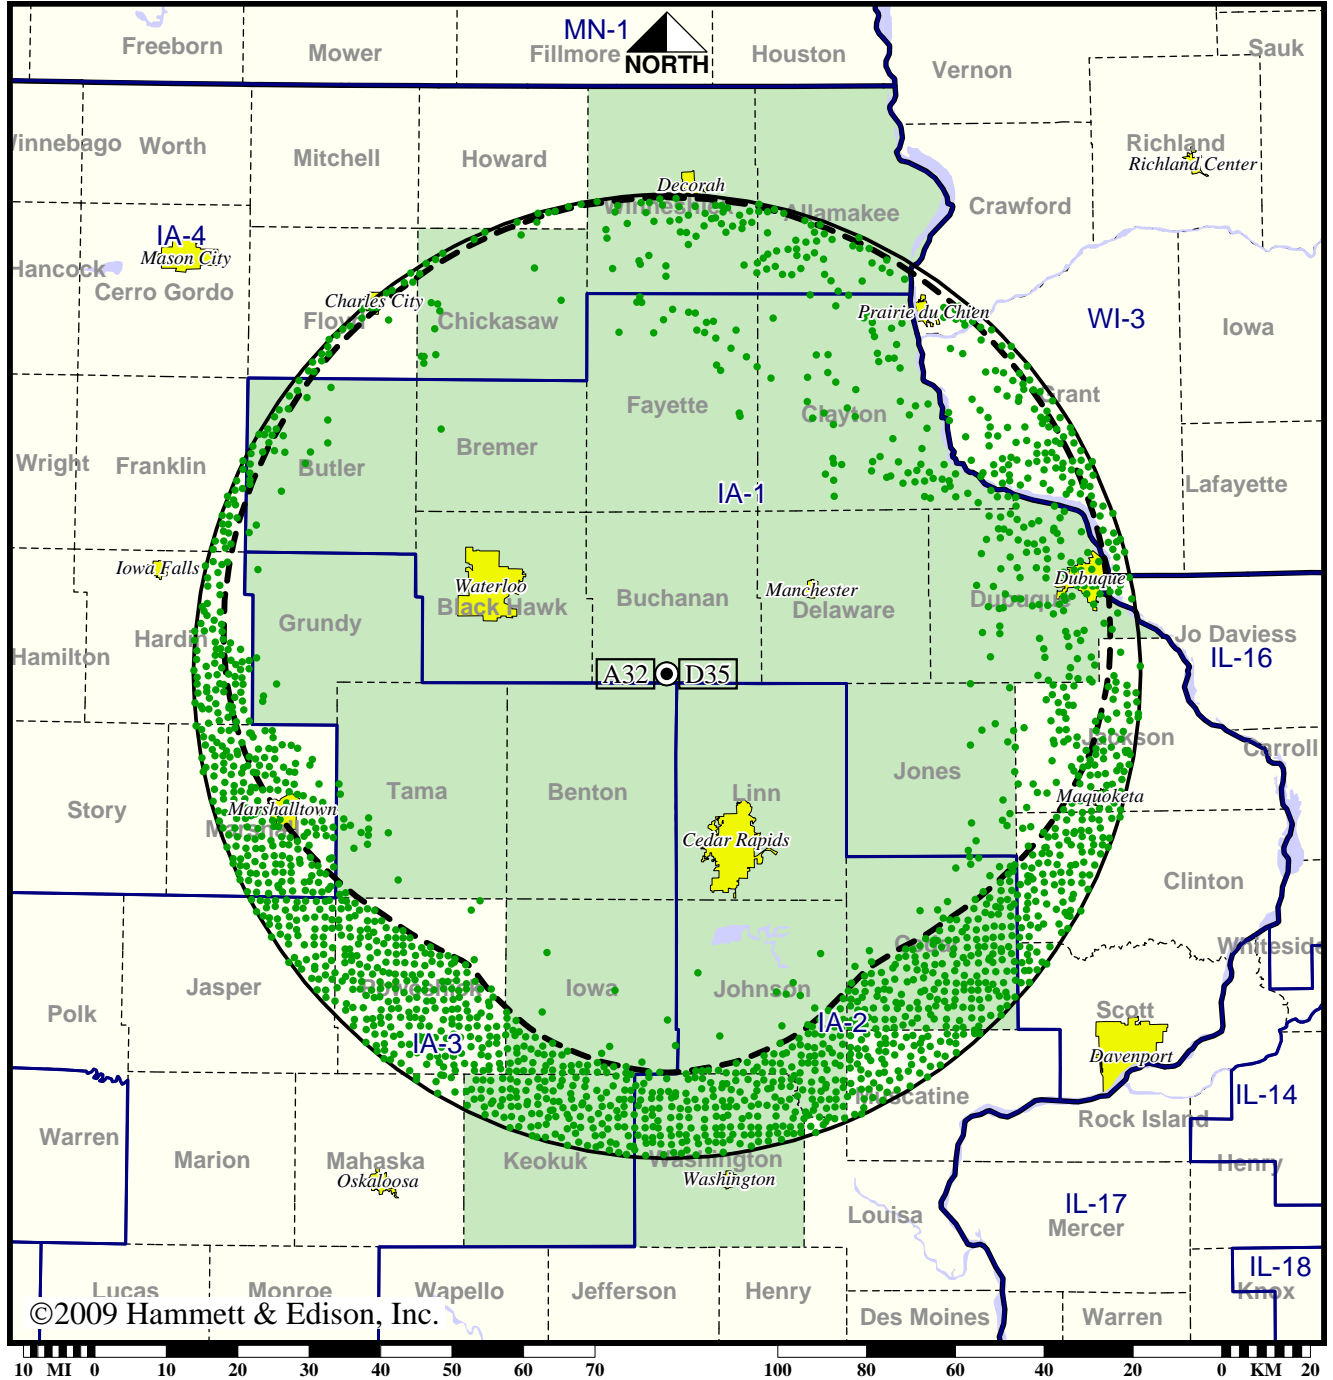 MN-1
Freeborn
Mower
Fillmore
NORTH
Houston
Vernon
Sauk
Winnebago
Worth
Mitchell
Howard
Decorah
Winneshiek
Allamakee
Crawford
Richland
Richland Center
IA-4
Mason City
Hancock
Cerro Gordo
Charles City
Floyd
Chickasaw
Prairie du Chien
WI-3
Iowa
Grant
Fayette
Clayton
Wright
Franklin
Butler
Bremer
IA-1
Lafayette
Iowa Falls
Waterloo
Black Hawk
Buchanan
Manchester
Delaware
Dubuque
Dubuque
Hardin
Grundy
Hamilton
Jo Daviess
IL-16
A32
D35
Jackson
Carroll
Story
Marshalltown
Marshall
Tama
Benton
Linn
Cedar Rapids
Jones
Maquoketa
Clinton
Whiteside
Cedar
Polk
Jasper
Poweshiek
Iowa
Johnson
IA-2
IA-3
Scott
Davenport
Muscatine
Rock Island
IL-14
Warren
Marion
Mahaska
Oskaloosa
Keokuk
Washington
Washington
Henry
Louisa
IL-17
Mercer
IL-18
Knox
Lucas
Monroe
Wapello
Jefferson
Henry
Des Moines
Warren
©2009 Hammett & Edison, Inc.
10 MI 0 10 20 30 40 50 60 70
100 80 60 40 20 0 KM 20